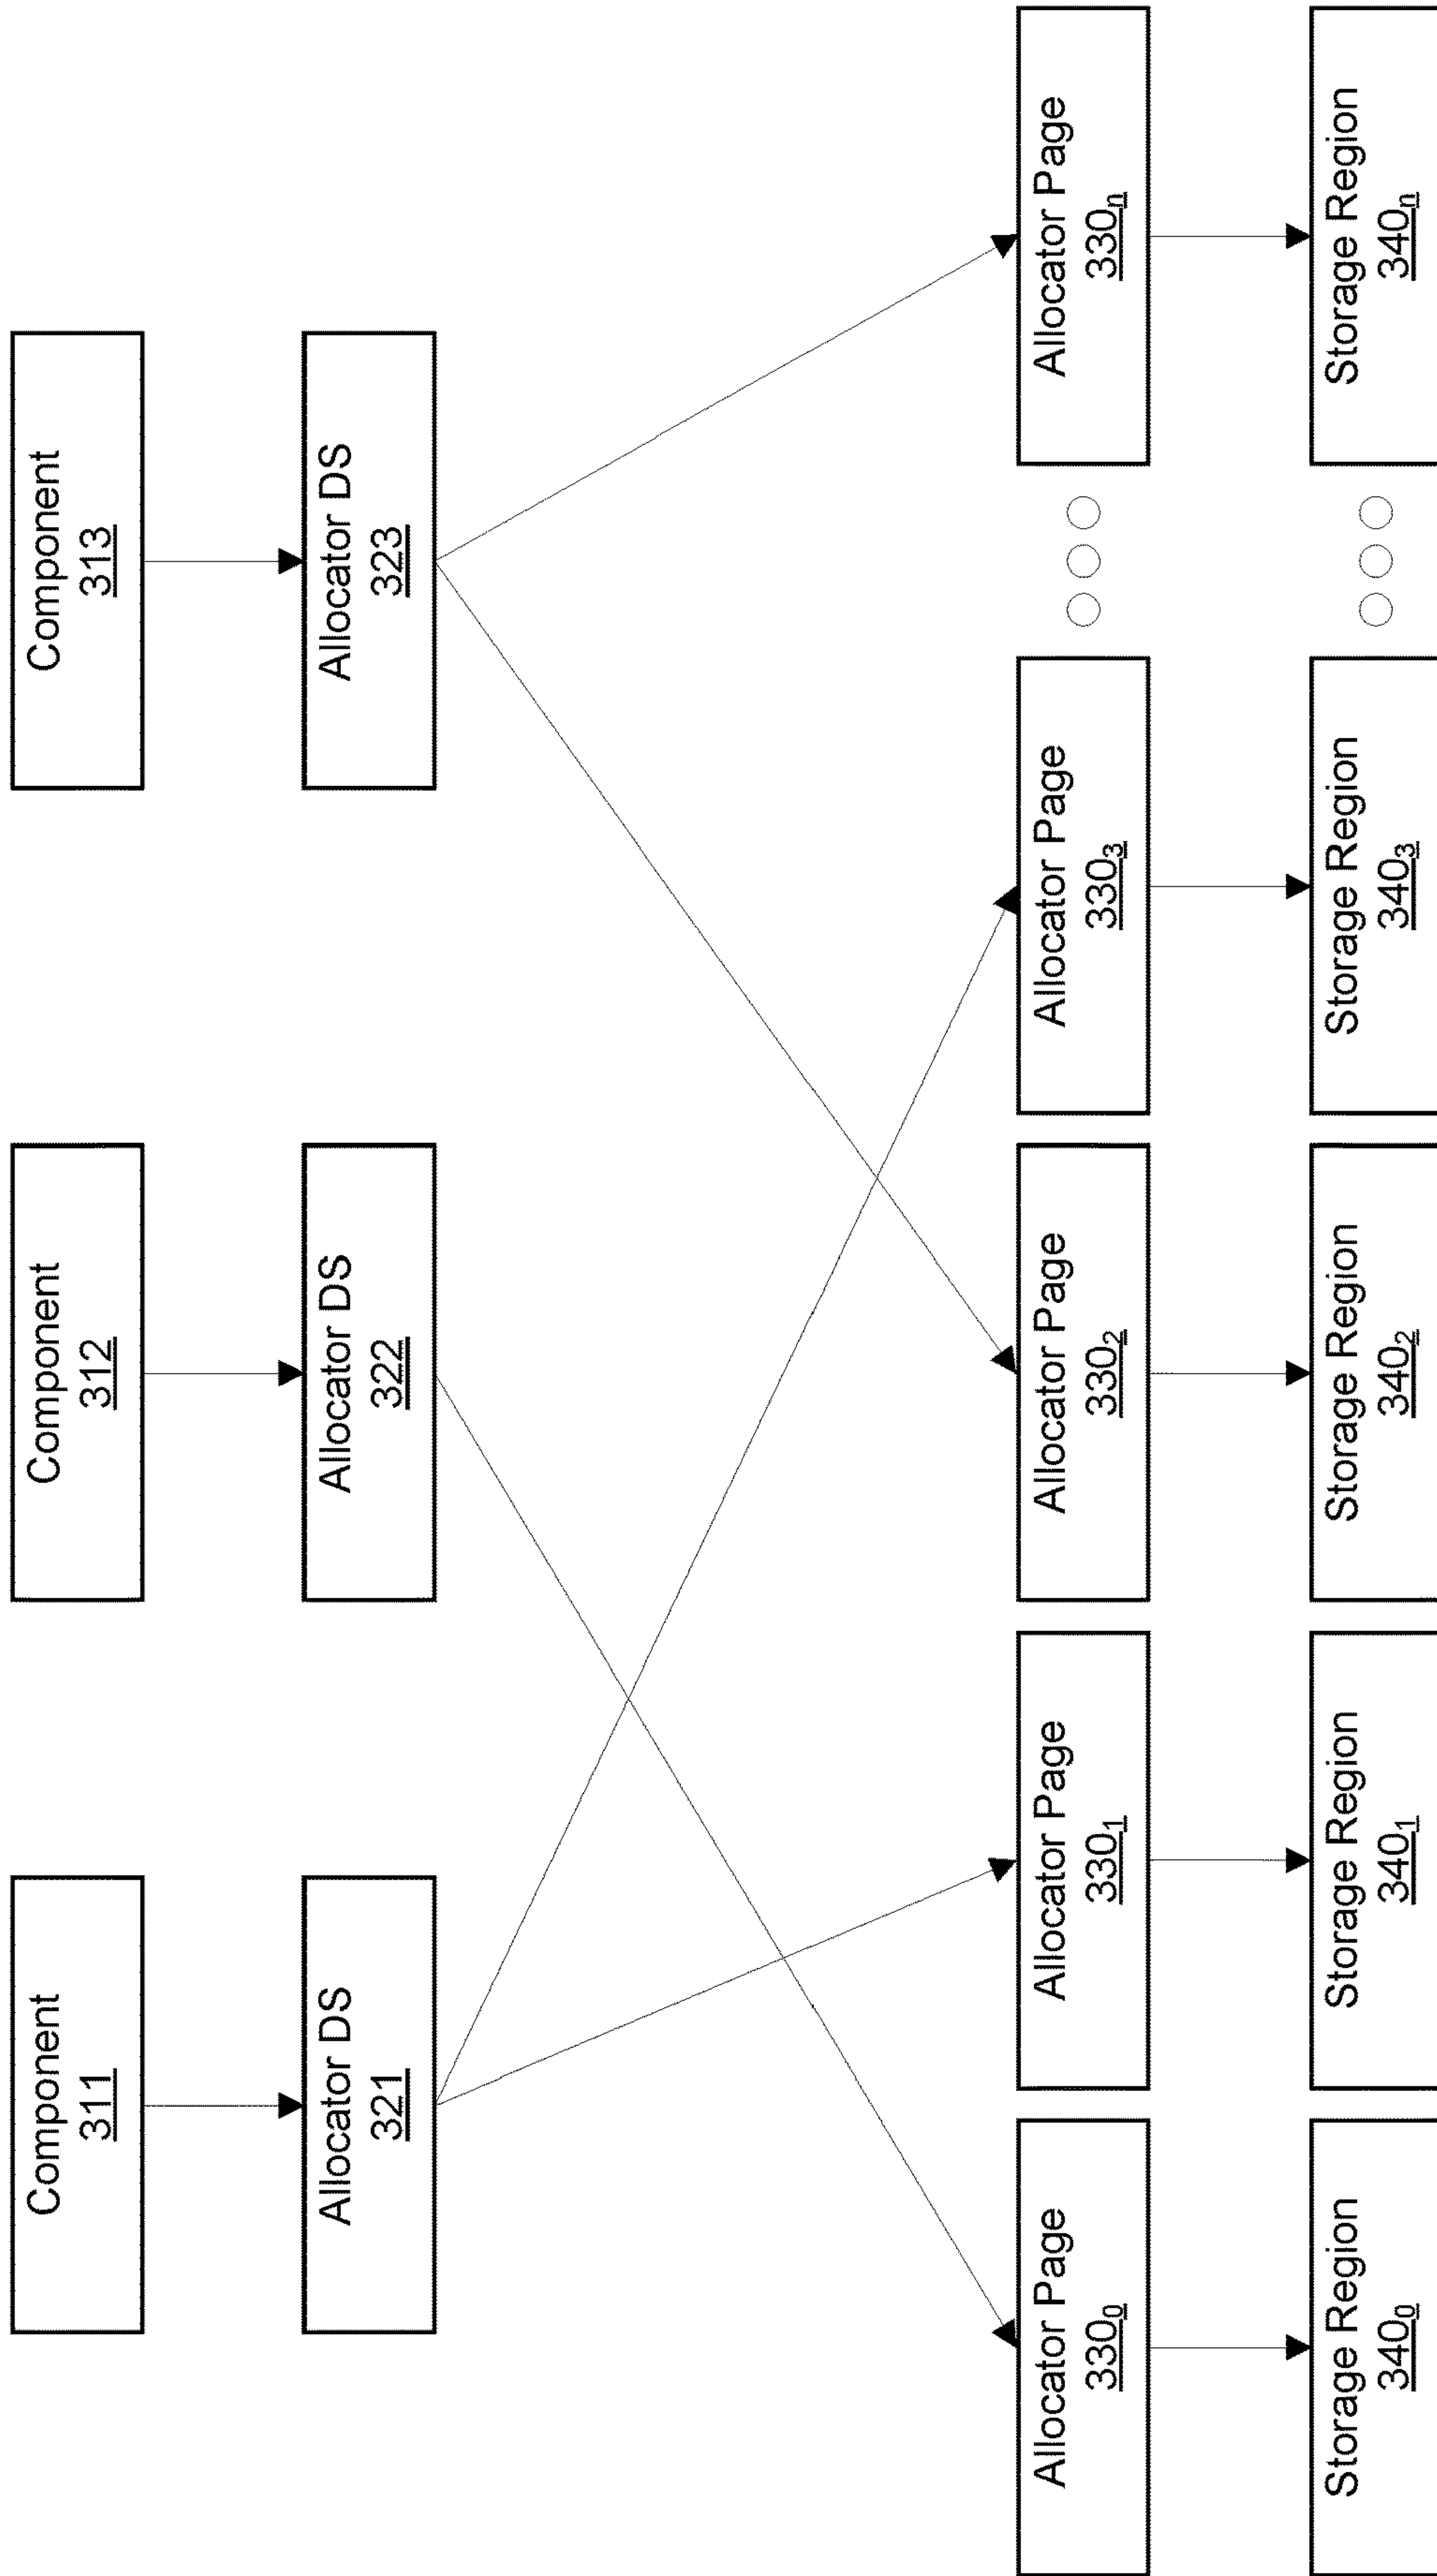 Component
311
Component
312
Component
313
Allocator DS
321
Allocator DS
322
Allocator DS
323
Allocator Page
330₀
Allocator Page
330₁
Allocator Page
330₂
Allocator Page
330₃
Allocator Page
330ₙ
Storage Region
340₀
Storage Region
340₁
Storage Region
340₂
Storage Region
340₃
Storage Region
340ₙ